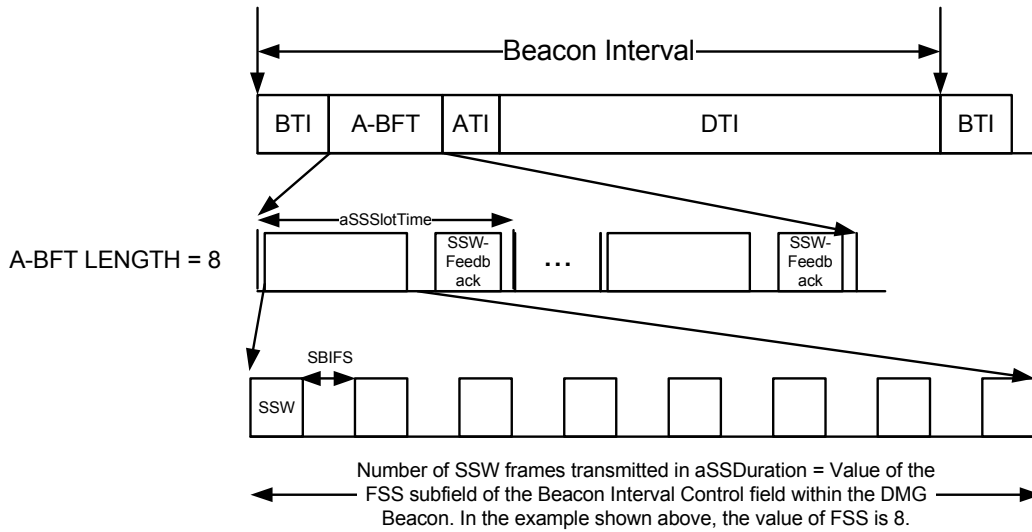 Beacon Interval
BTI
A-BFT
ATI
DTI
BTI
aSSSlotTime
A-BFT LENGTH = 8
SSW-
Feedb
ack
...
SSW-
Feedb
ack
SBIFS
SSW
Number of SSW frames transmitted in aSSDuration = Value of the
FSS subfield of the Beacon Interval Control field within the DMG
Beacon. In the example shown above, the value of FSS is 8.